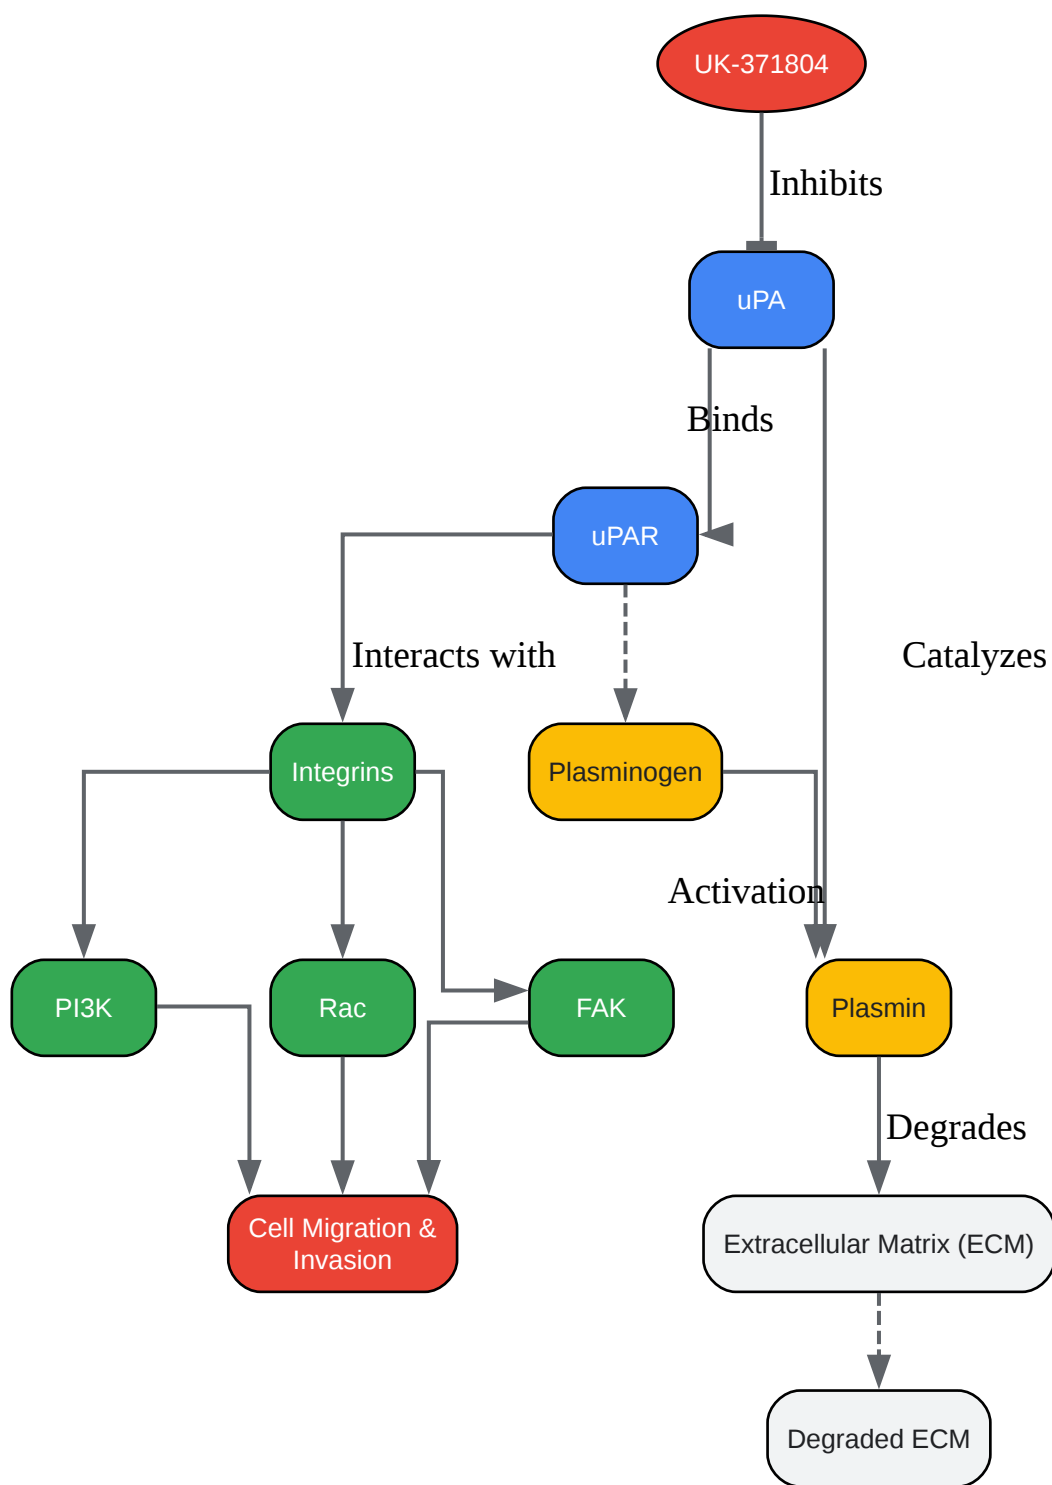 UK-371804
Inhibits
uPA
Binds
uPAR
Interacts with
Catalyzes
Integrins
Plasminogen
Activation
PI3K
Rac
FAK
Plasmin
Degrades
Cell Migration &
Invasion
Extracellular Matrix (ECM)
Degraded ECM